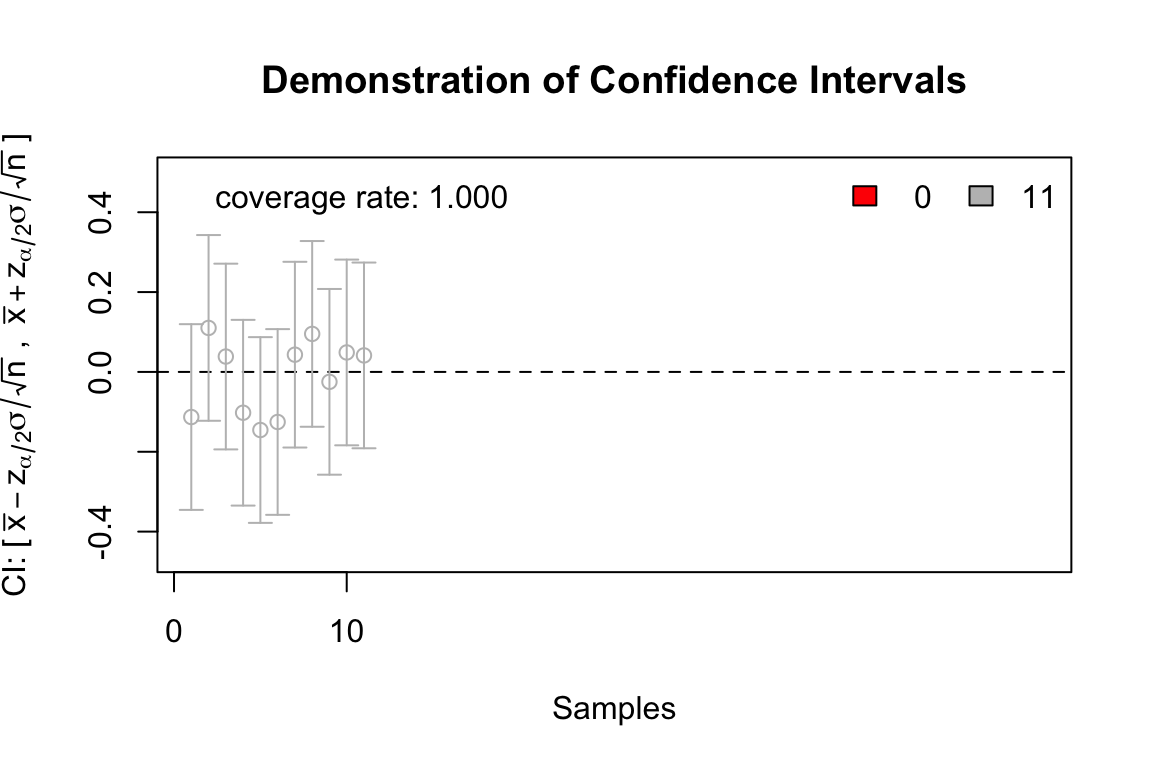 Demonstration of Confidence Intervals
CI: [ x̅ − zα/2σ/√n , x̅ + zα/2σ/√n ]
coverage rate: 1.000
0 11
0.4
0.2
0.0
-0.4
0 10
Samples